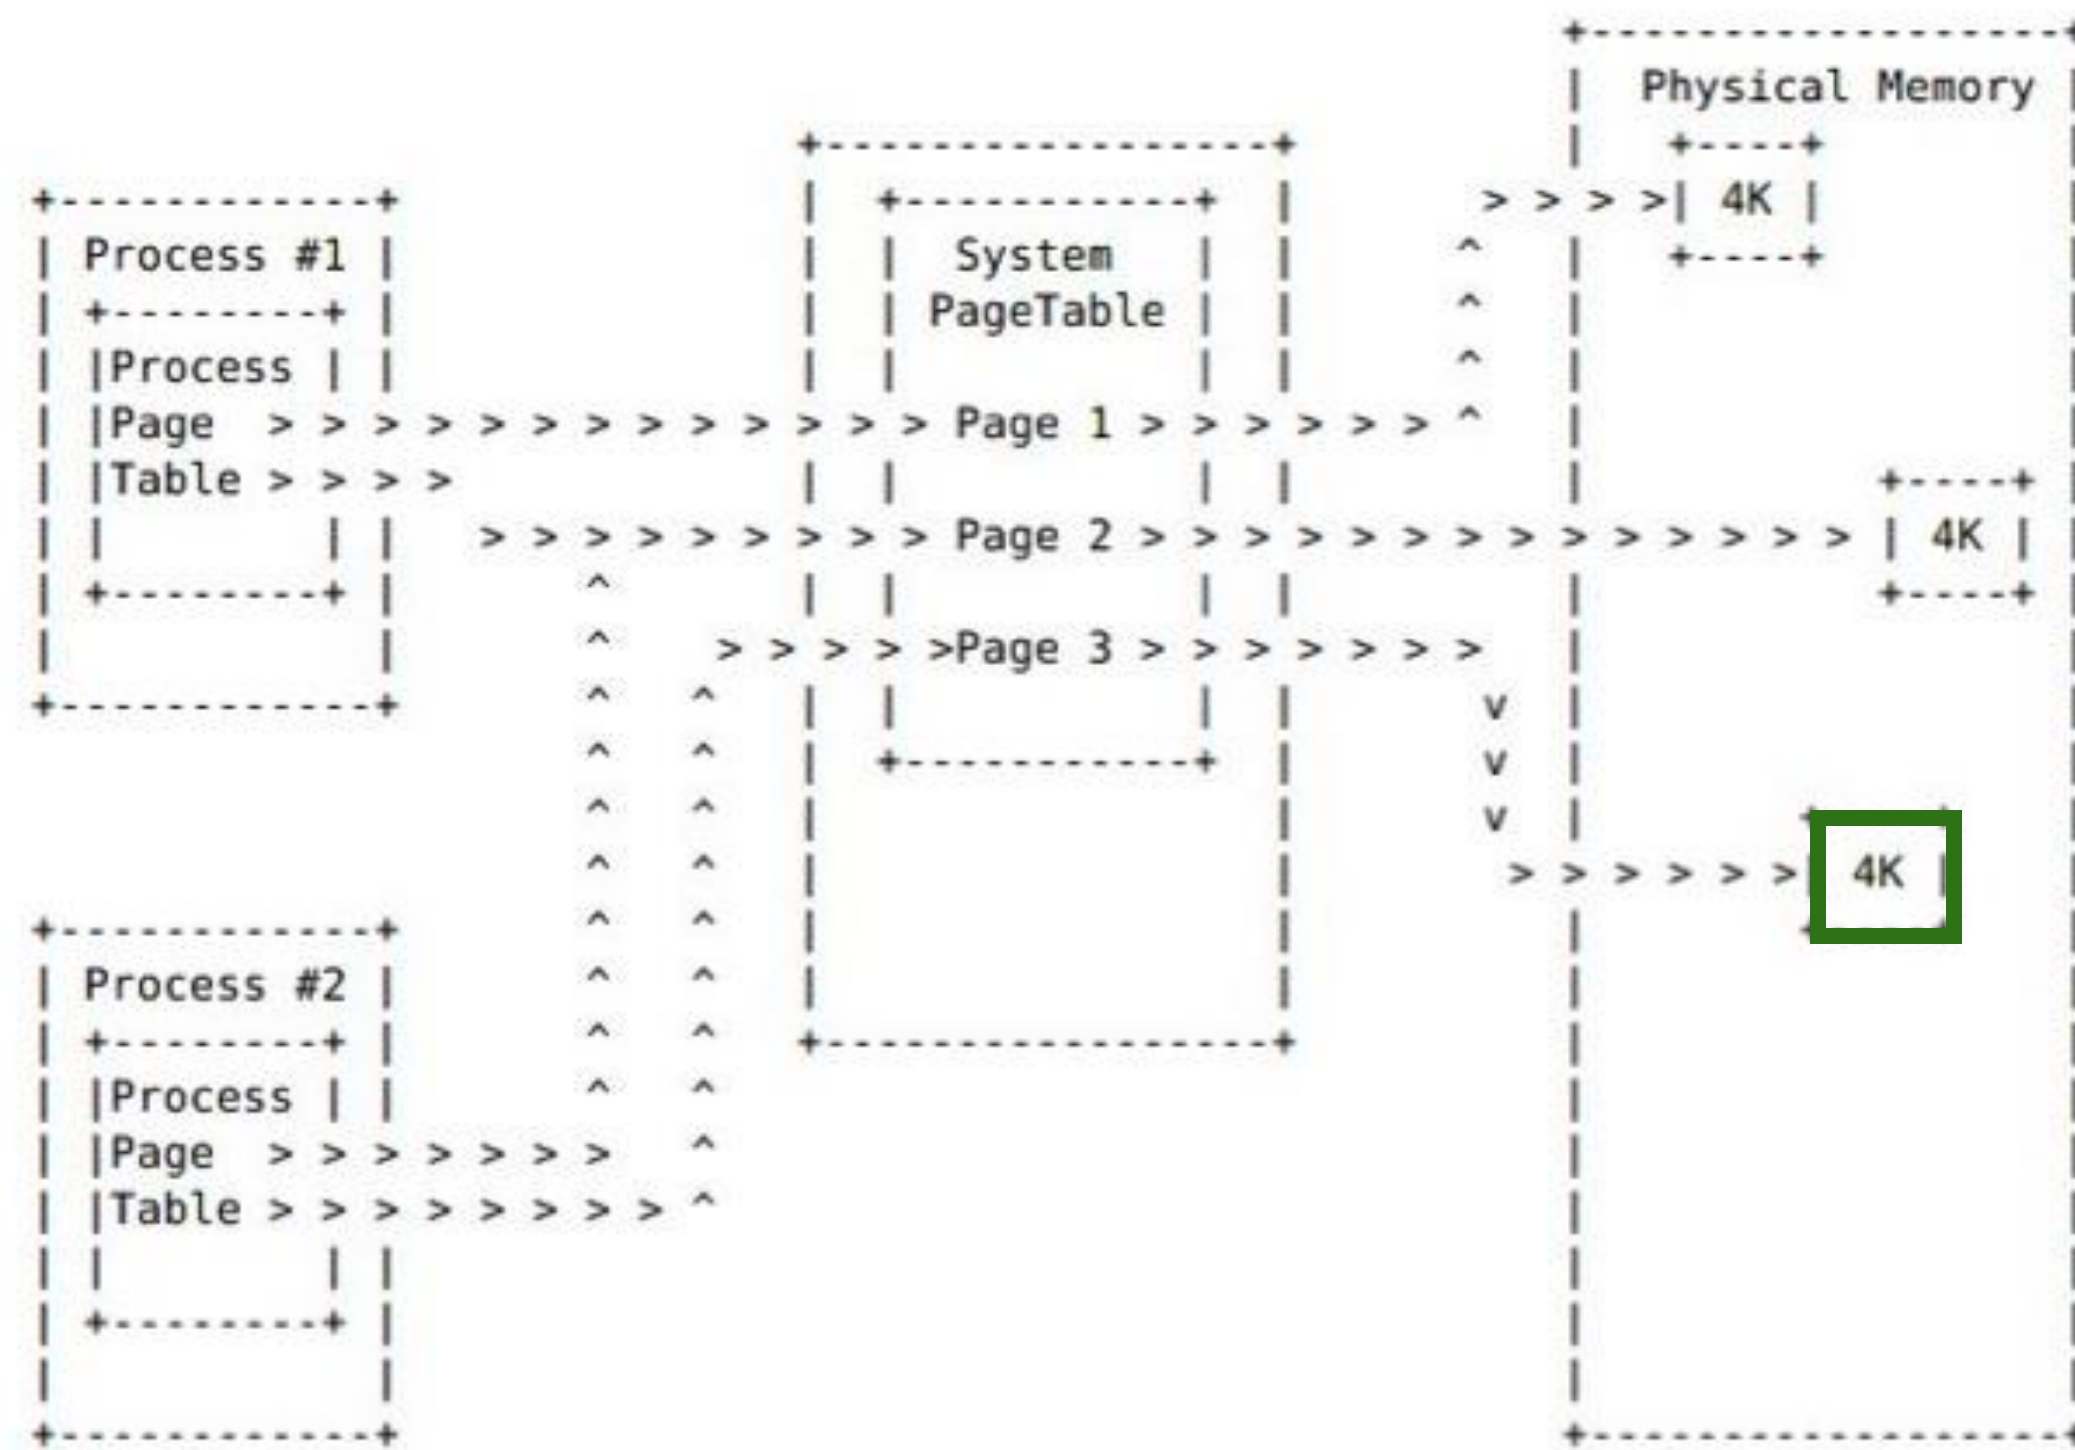 Physical Memory
4K
Process #1
System
PageTable
Process
Page
Page 1
Table
Page 2
4K
Page 3
4K
Process #2
Process
Page
Table